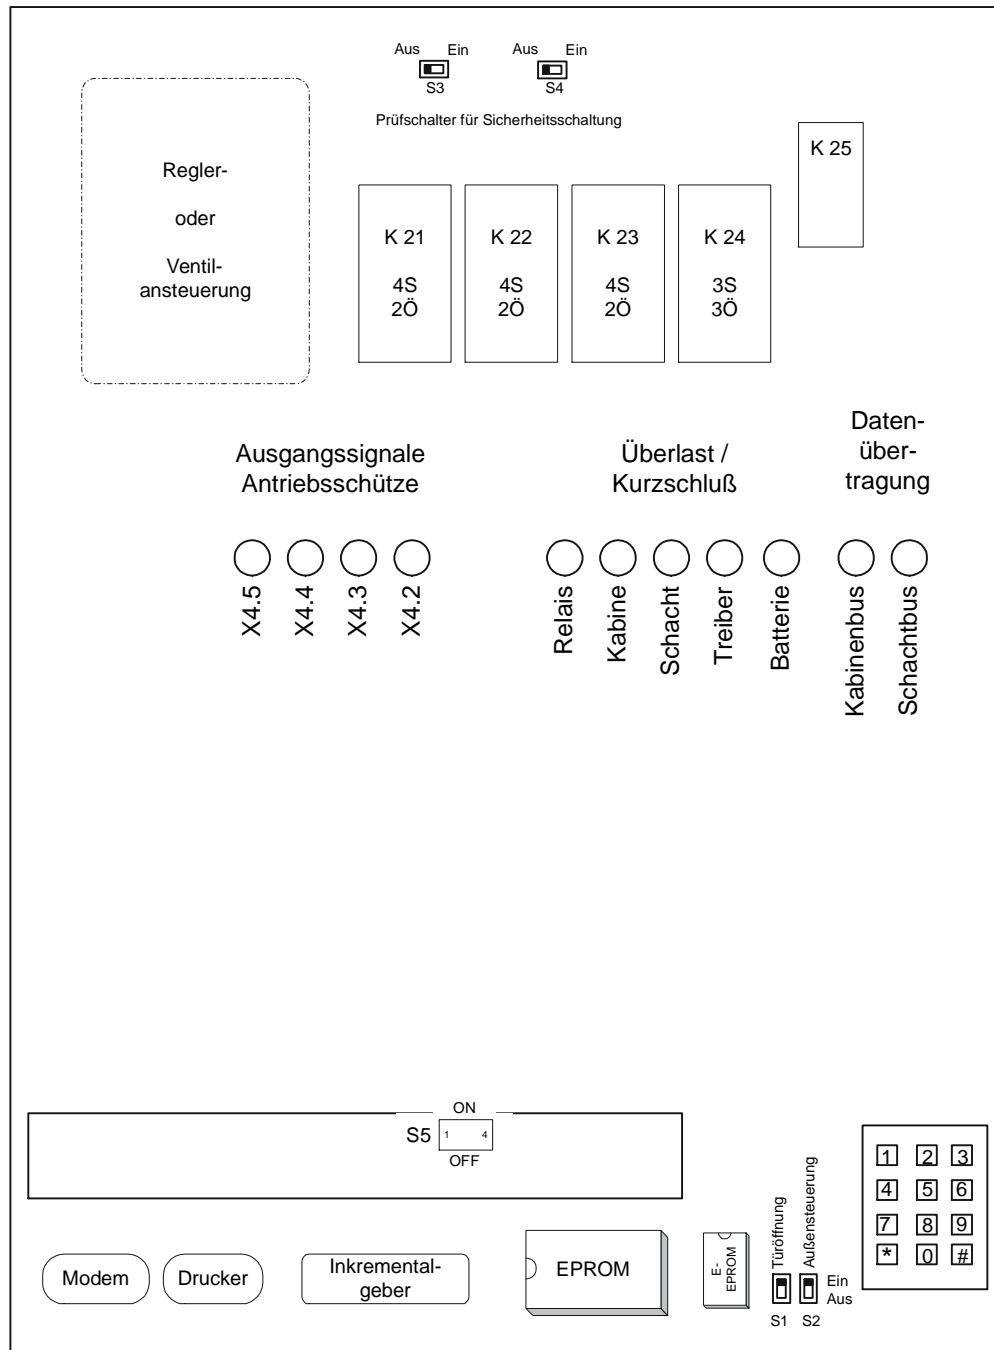 Aus Ein
Aus Ein
S3
S4
Prüfschalter für Sicherheitsschaltung
K 25
Regler-
oder
Ventil-
ansteuerung
K 21
4S
2Ö
K 22
4S
2Ö
K 23
4S
2Ö
K 24
3S
3Ö
Ausgangssignale
Antriebsschütze
Überlast /
Kurzschluß
Daten-
über-
tragung
X4.5
X4.4
X4.3
X4.2
Relais
Kabine
Schacht
Treiber
Batterie
Kabinenbus
Schachtbus
ON
S5
1 4
OFF
Modem
Drucker
Inkremental-
geber
EPROM
E-
EPROM
Türöffnung
Außensteuerung
Ein
Aus
S1
S2
1 2 3
4 5 6
7 8 9
* 0 #